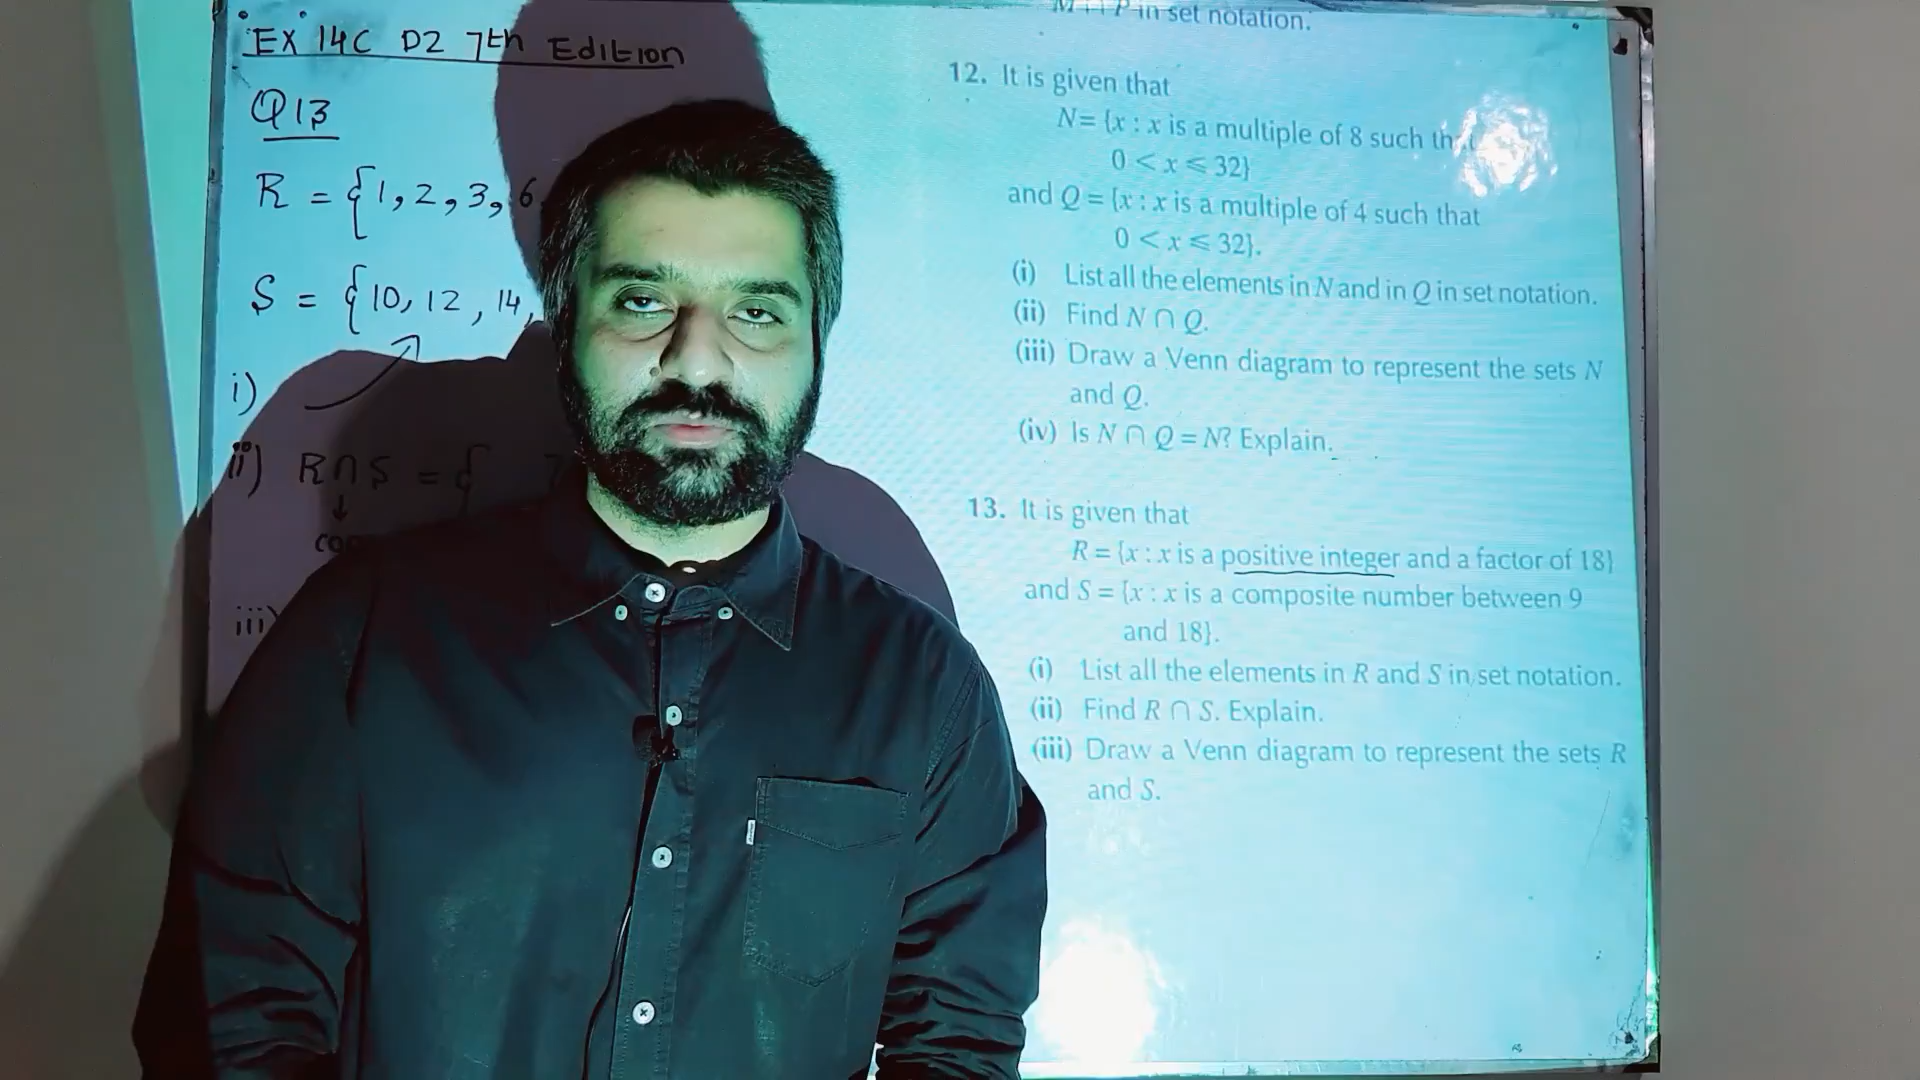 EX 14C D2 7th Edition
Q13
R = {1, 2, 3, 6
S = {10, 12, 14,
i)
ii) R∩S = {
iii)
in set notation.
12. It is given that
N= {x : x is a multiple of 8 such
0 < x ⩽ 32}
and Q = {x : x is a multiple of 4 such that
0 < x ⩽ 32}.
(i) List all the elements in N and in Q in set notation.
(ii) Find N ∩ Q.
(iii) Draw a Venn diagram to represent the sets N
and Q.
(iv) Is N ∩ Q = N? Explain.
13. It is given that
R = {x : x is a positive integer and a factor of 18}
and S = {x : x is a composite number between 9
and 18}.
(i) List all the elements in R and S in set notation.
(ii) Find R ∩ S. Explain.
(iii) Draw a Venn diagram to represent the sets R
and S.